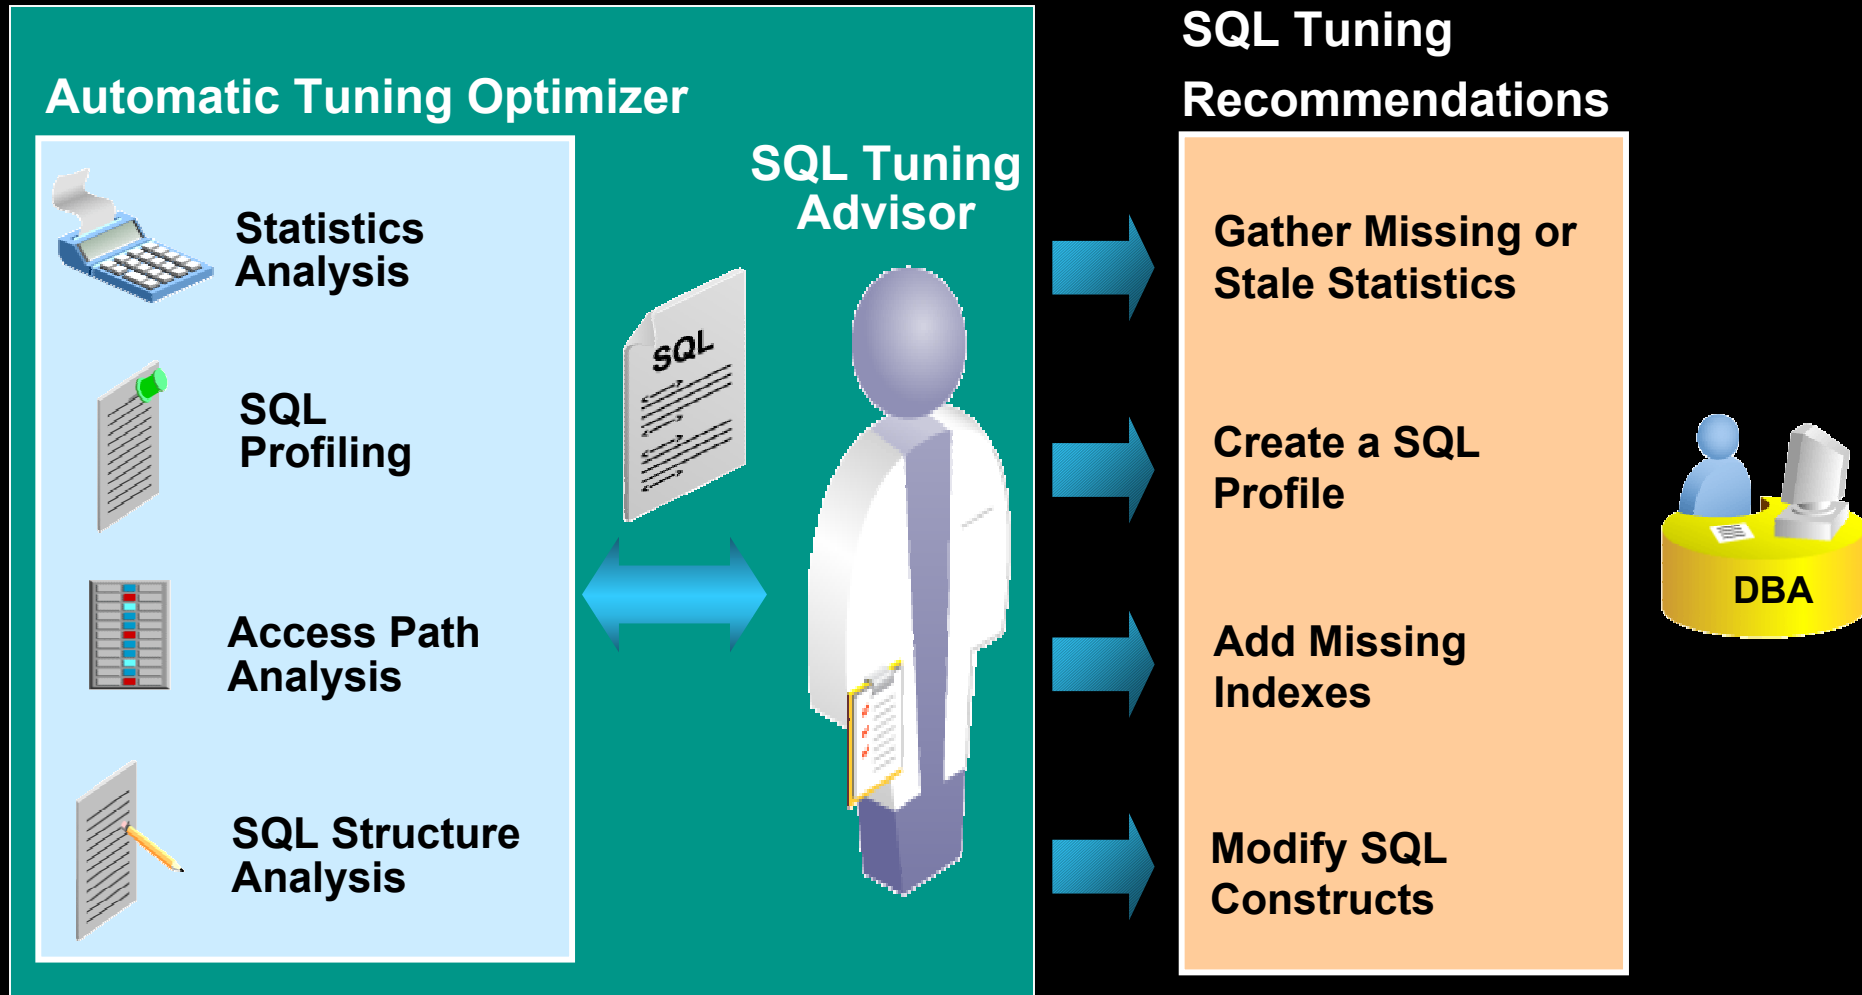 Automatic Tuning Optimizer
Statistics
Analysis
SQL
Profiling
Access Path
Analysis
SQL Structure
Analysis
SQL
SQL Tuning
Advisor
SQL Tuning
Recommendations
Gather Missing or
Stale Statistics
Create a SQL
Profile
Add Missing
Indexes
Modify SQL
Constructs
DBA